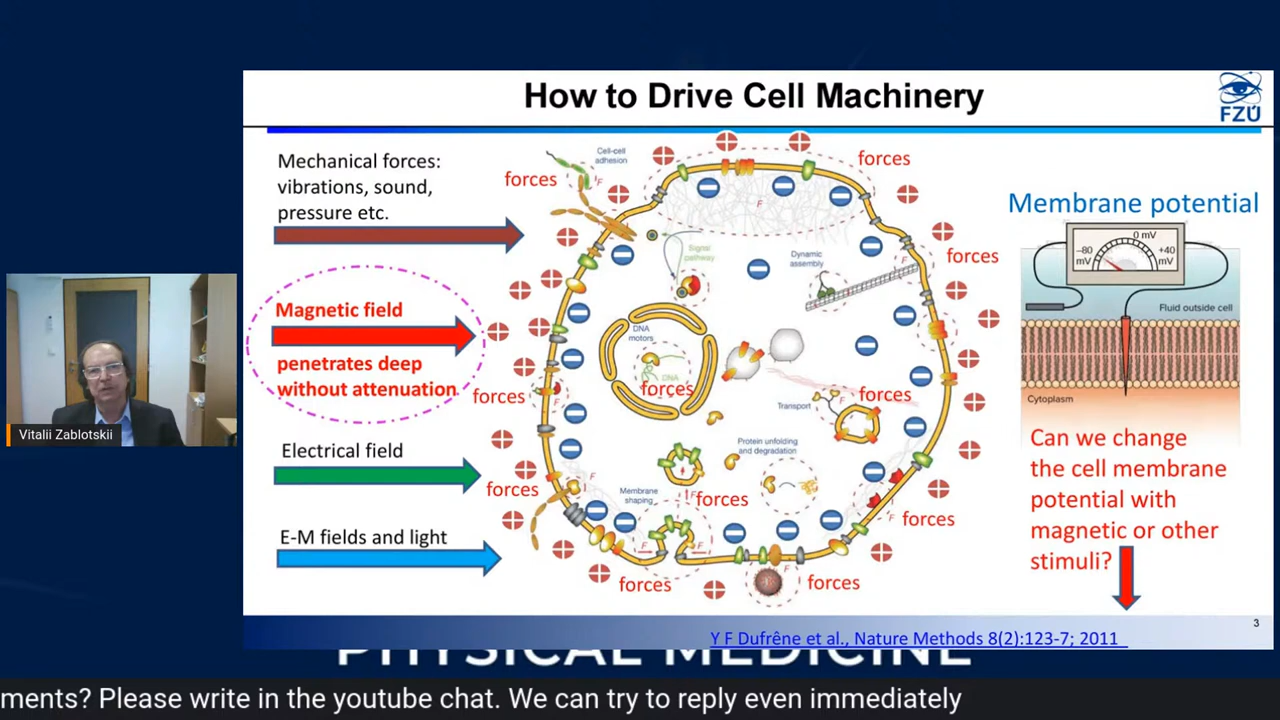 How to Drive Cell Machinery
FZÚ
Mechanical forces:
vibrations, sound,
pressure etc.
Magnetic field
penetrates deep
without attenuation
Electrical field
E-M fields and light
Cell-cell
adhesion
forces
F
forces
F
Signal
pathway
Dynamic
assembly
F
forces
DNA
motors
DNA
forces
forces
F
Transport
forces
Protein unfolding
and degradation
Membrane
shaping
forces
F
forces
F
F
forces
F
F
F
forces
F
forces
Membrane potential
0 mV
–80
mV
+40
mV
Fluid outside cell
Cytoplasm
Can we change
the cell membrane
potential with
magnetic or other
stimuli?
3
Y F Dufrêne et al., Nature Methods 8(2):123-7; 2011
Vitalii Zablotskii
PHYSICAL MEDICINE
ments? Please write in the youtube chat. We can try to reply even immediately